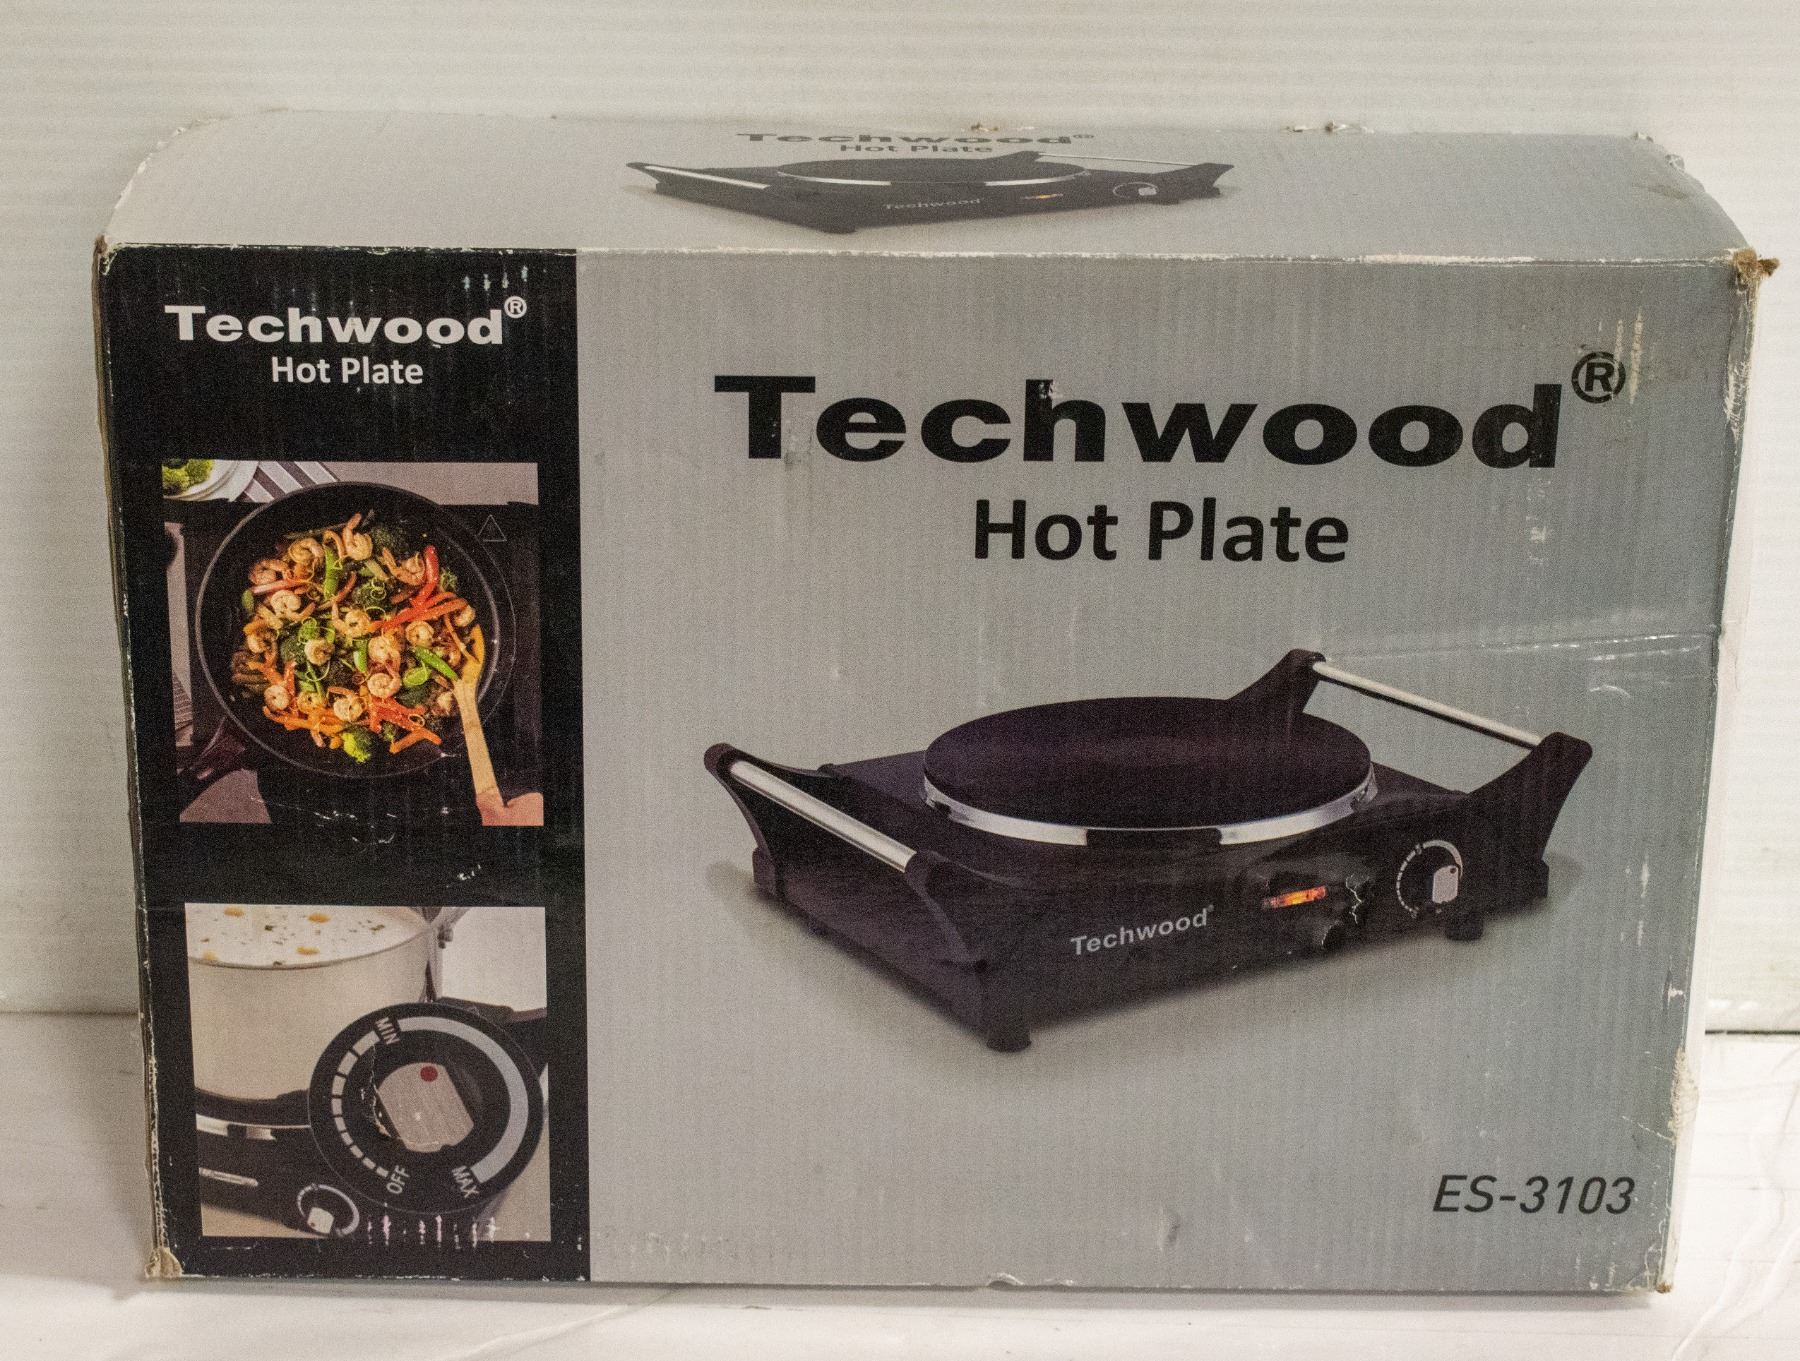 Techwood®
Hot Plate
Techwood
Techwood®
Hot Plate
MIN
OFF
MAX
Techwood®
Hot Plate
Techwood®
ES-3103